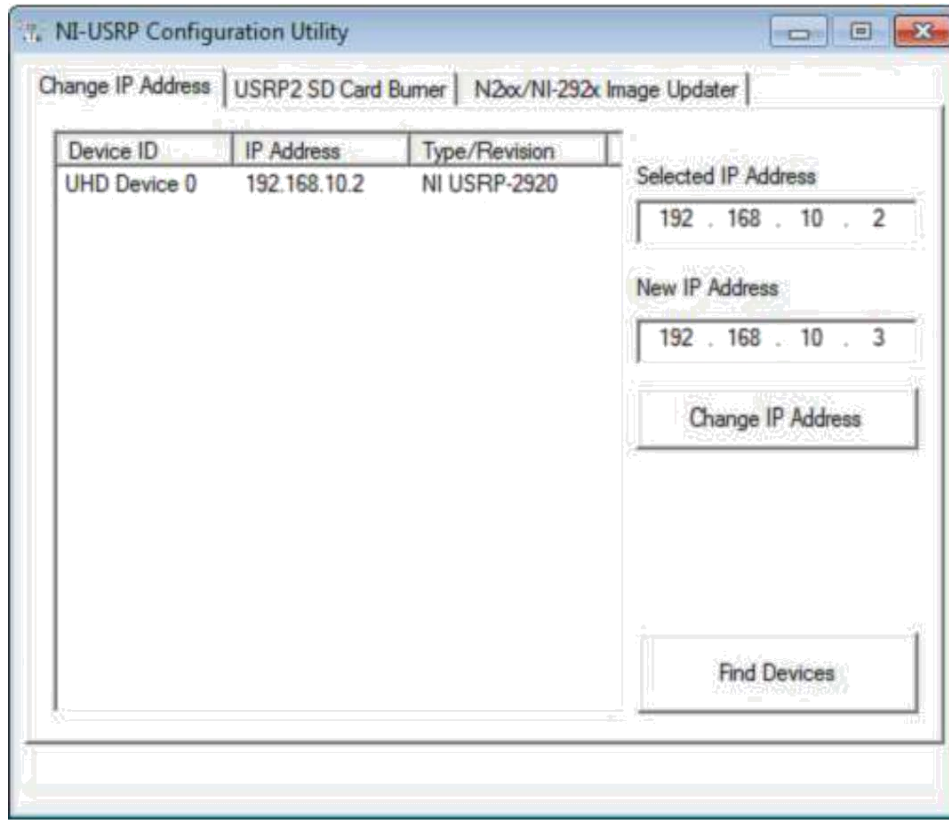 NI-USRP Configuration Utility
Change IP Address USRP2 SD Card Burner N2xx/NI-292x Image Updater
Device ID IP Address Type/Revision
UHD Device 0 192.168.10.2 NI USRP-2920
Selected IP Address
192 . 168 . 10 . 2
New IP Address
192 . 168 . 10 . 3
Change IP Address
Find Devices